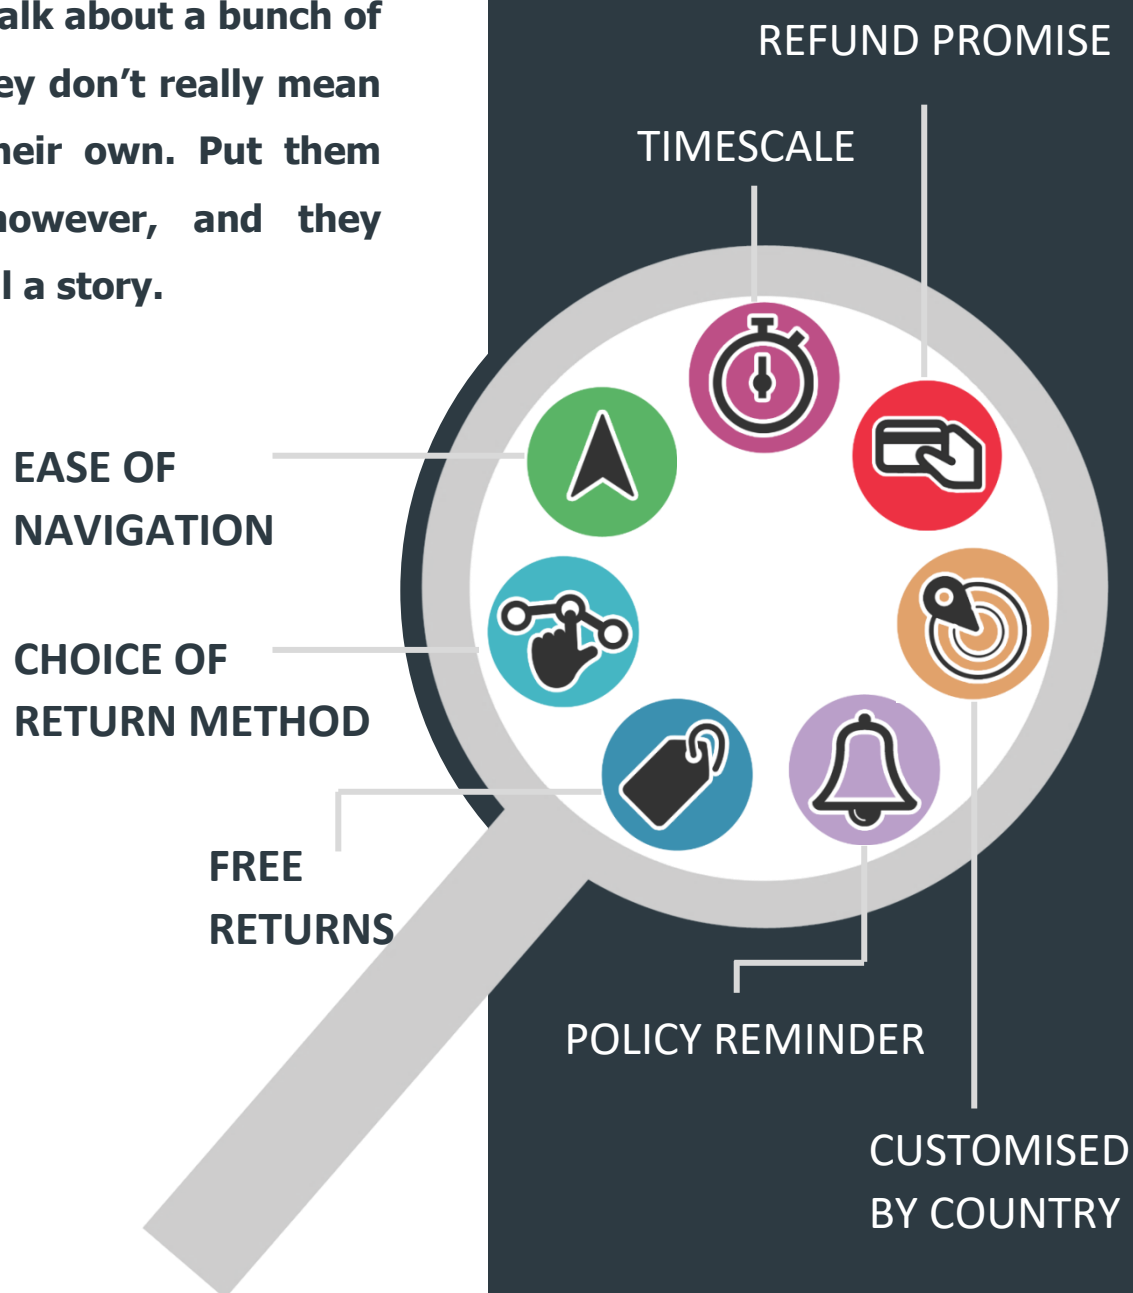 alk about a bunch of
ey don’t really mean
heir own. Put them
however, and they
l a story.
REFUND PROMISE
TIMESCALE
EASE OF
NAVIGATION
CHOICE OF
RETURN METHOD
FREE
RETURNS
POLICY REMINDER
CUSTOMISED
BY COUNTRY